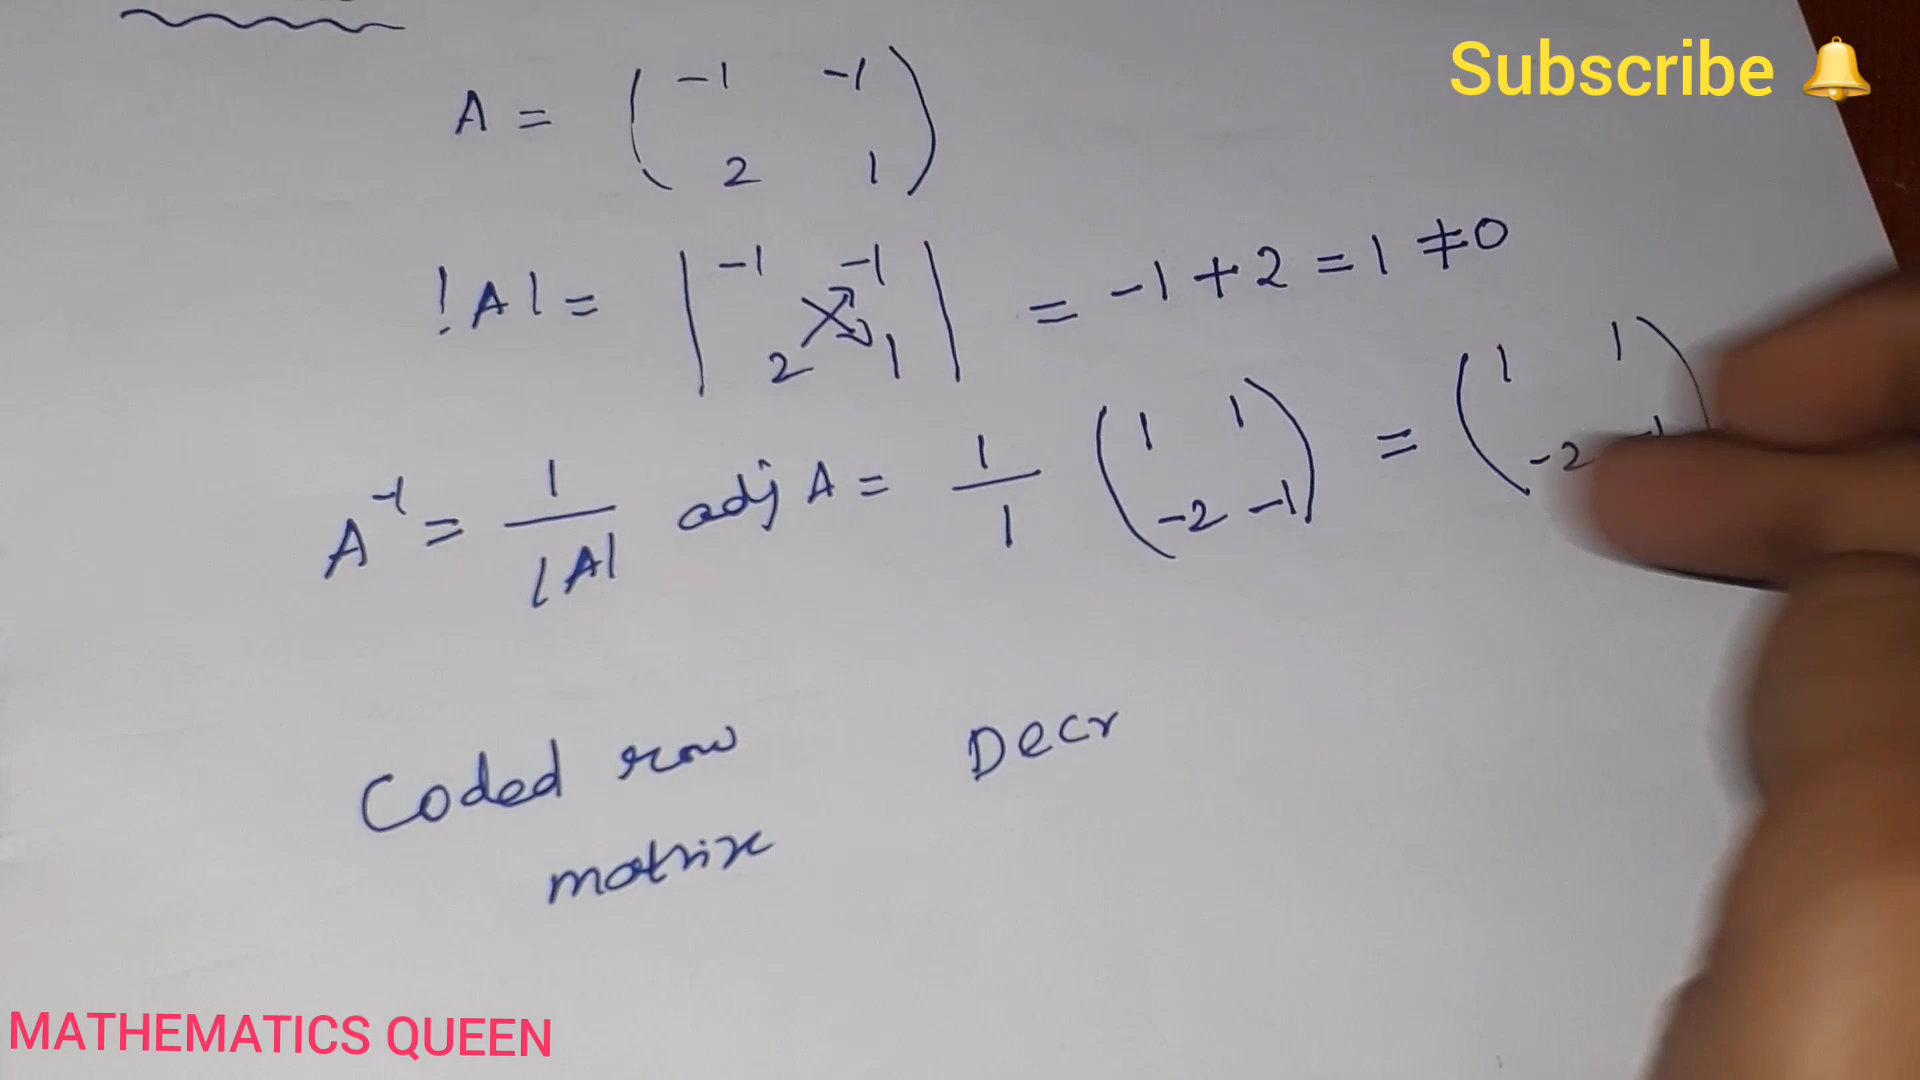 Subscribe 🔔
A = ( -1 -1
2 1 )
|A| = | -1 -1
2 1 | = -1 + 2 = 1 ≠ 0
A⁻¹ = 1/|A| adj A = 1/1 ( 1 1
-2 -1 ) = ( 1 1
-2 -1 )
Coded row Decr
matrix
MATHEMATICS QUEEN